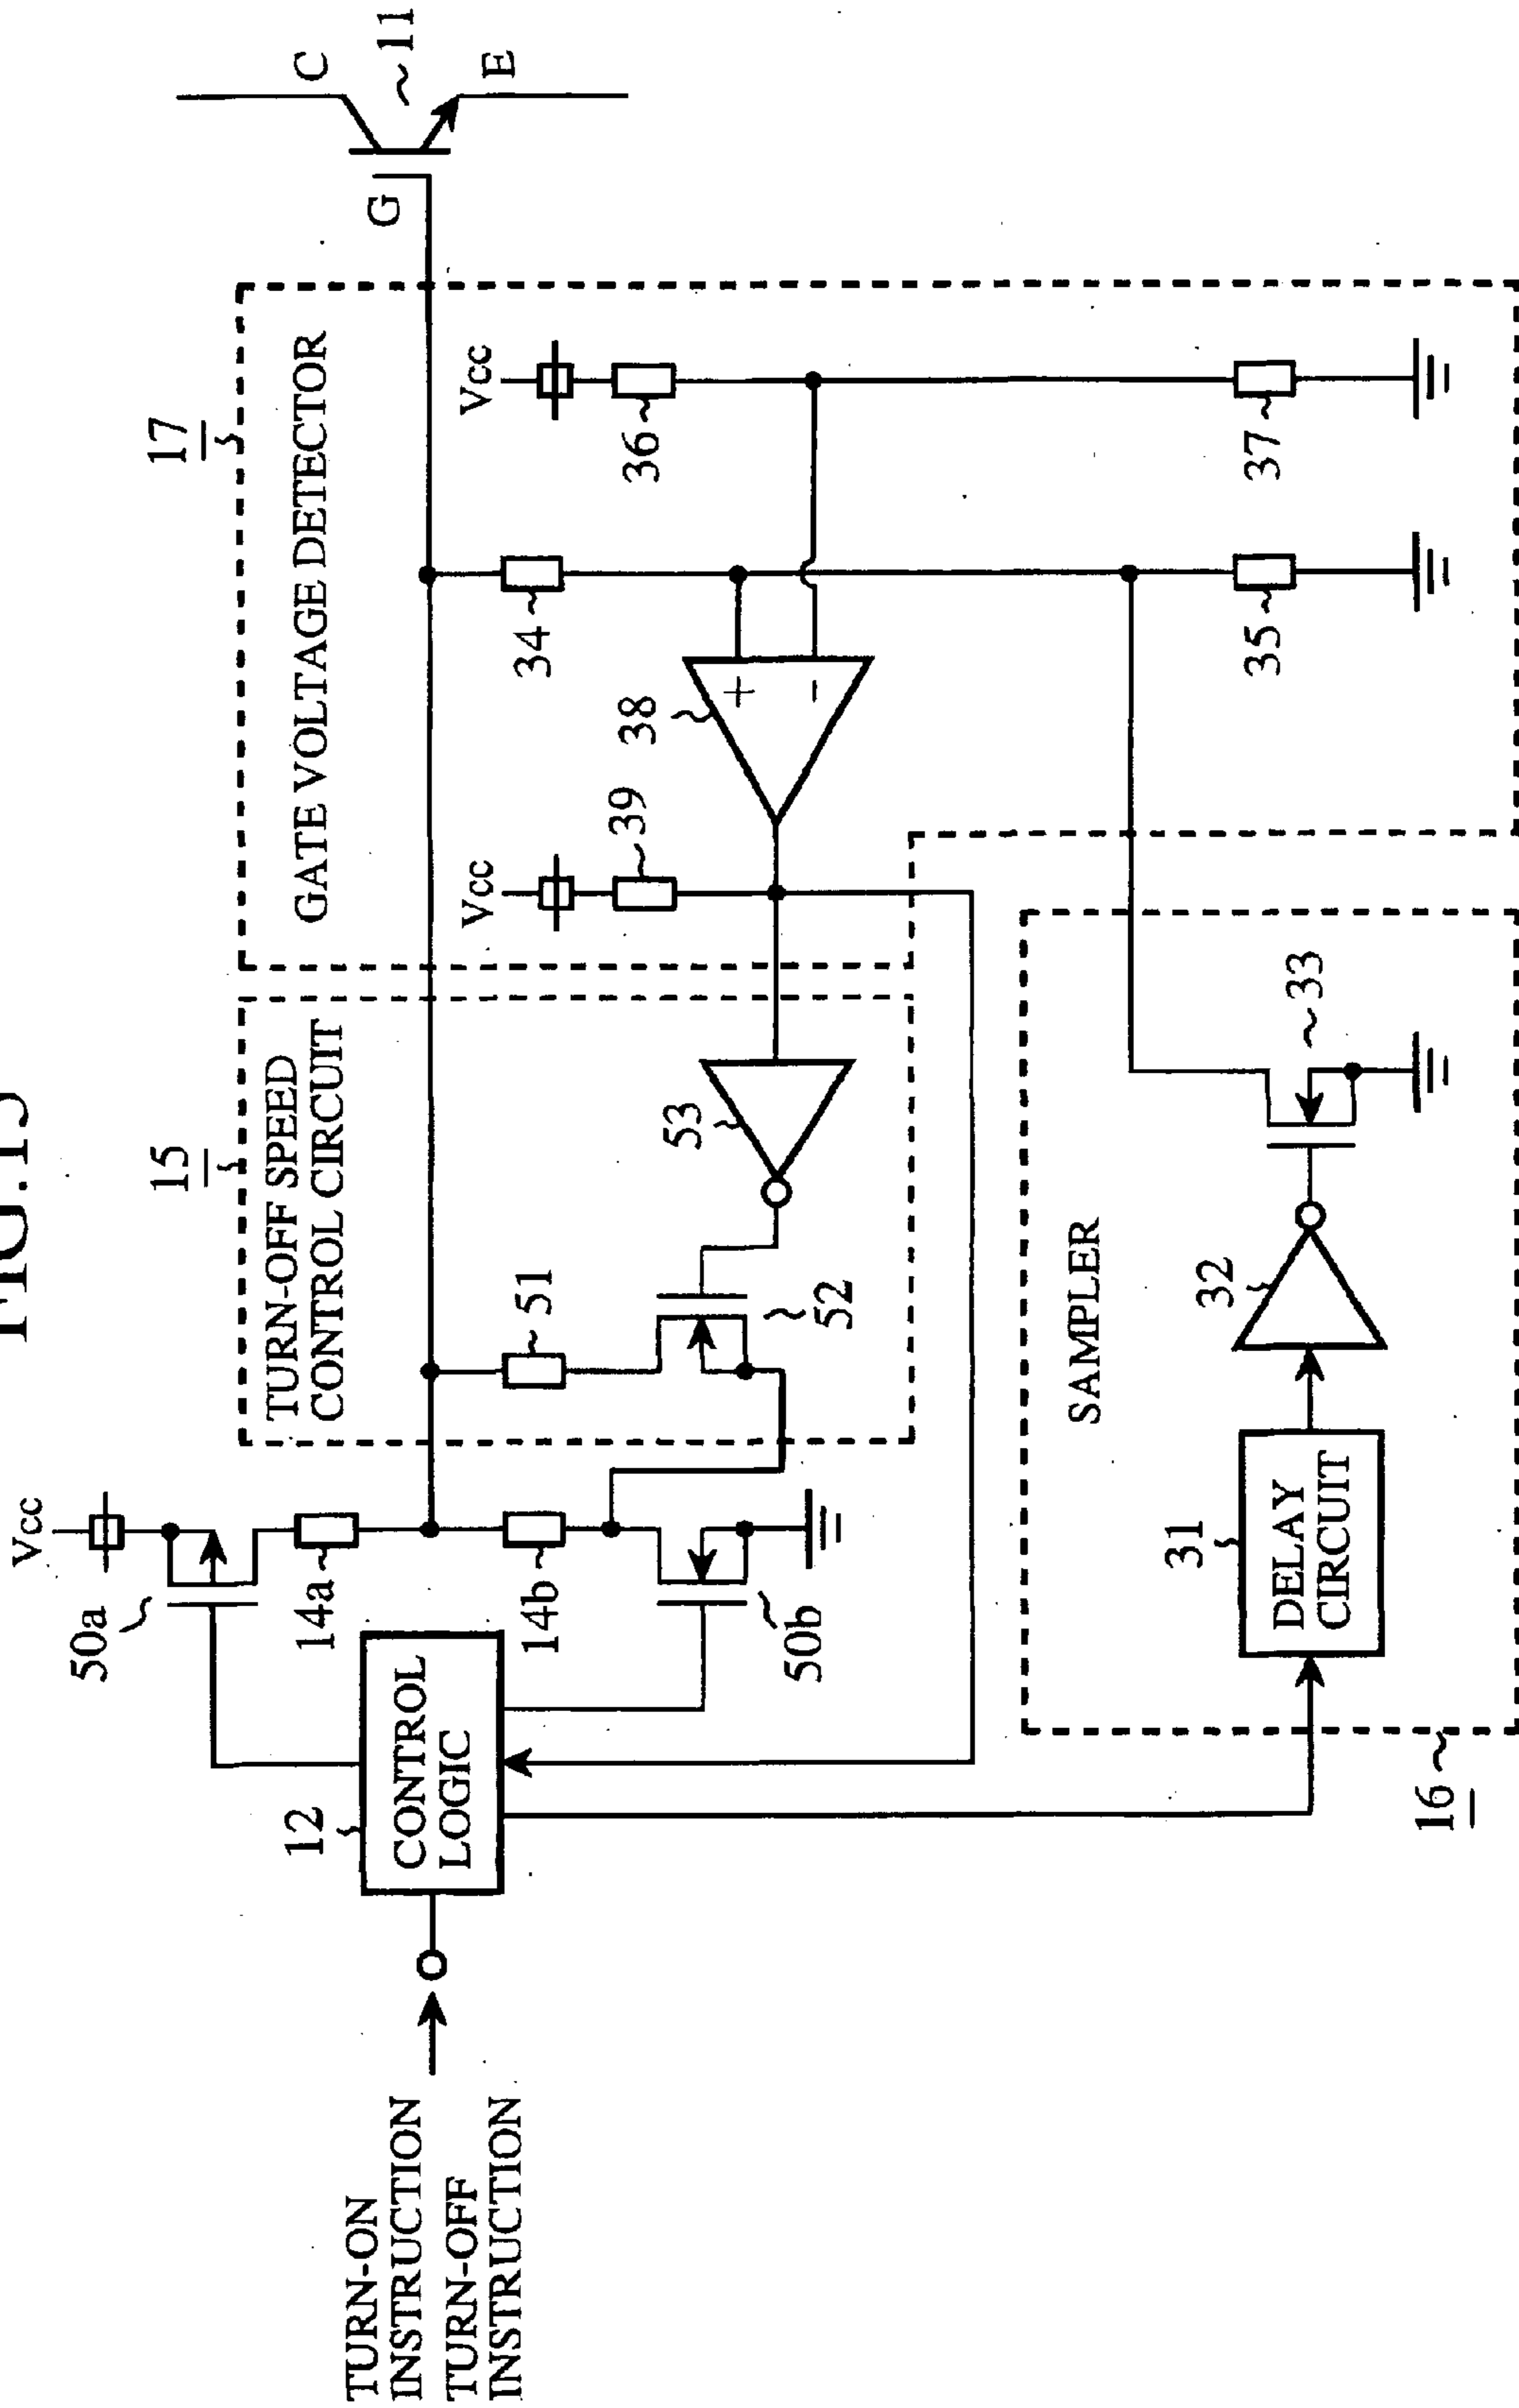 Vcc
50a
14a
14b
50b
12
CONTROL
LOGIC
TURN-ON
INSTRUCTION
TURN-OFF
INSTRUCTION
15
TURN-OFF SPEED
CONTROL CIRCUIT
51
52
53
17
GATE VOLTAGE DETECTOR
Vcc
39
38
+
-
34
35
Vcc
36
37
G
C
11
E
16
SAMPLER
31
DELAY
CIRCUIT
32
33